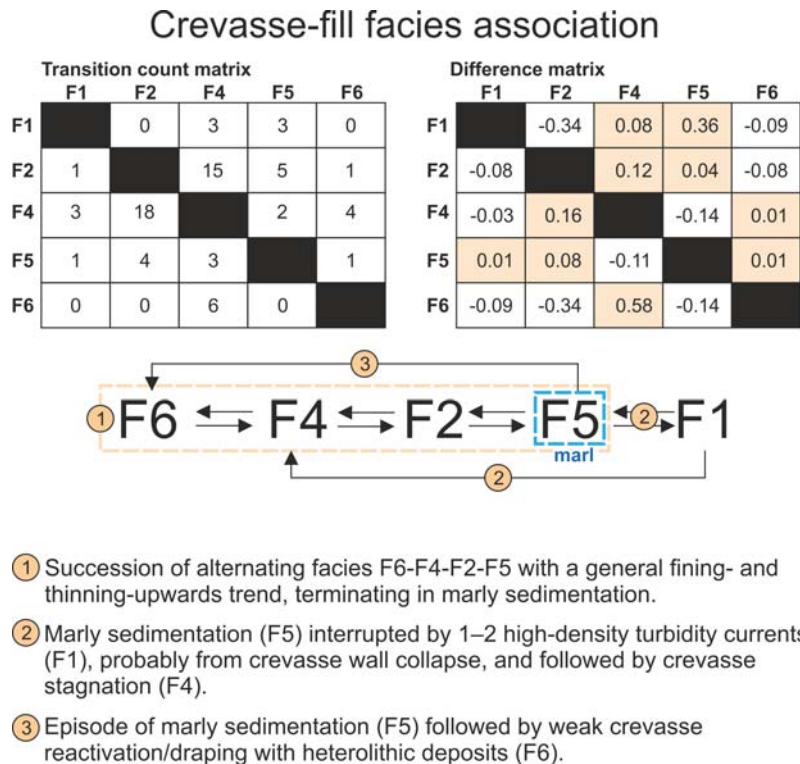 Crevasse-fill facies association
Transition count matrix
F1 F2 F4 F5 F6
F1 0 3 3 0
F2 1 15 5 1
F4 3 18 2 4
F5 1 4 3 1
F6 0 0 6 0
Difference matrix
F1 F2 F4 F5 F6
F1 -0.34 0.08 0.36 -0.09
F2 -0.08 0.12 0.04 -0.08
F4 -0.03 0.16 -0.14 0.01
F5 0.01 0.08 -0.11 0.01
F6 -0.09 -0.34 0.58 -0.14
3
1 F6 F4 F2 F5 2 F1
marl
2
1 Succession of alternating facies F6-F4-F2-F5 with a general fining- and
thinning-upwards trend, terminating in marly sedimentation.
2 Marly sedimentation (F5) interrupted by 1–2 high-density turbidity currents
(F1), probably from crevasse wall collapse, and followed by crevasse
stagnation (F4).
3 Episode of marly sedimentation (F5) followed by weak crevasse
reactivation/draping with heterolithic deposits (F6).